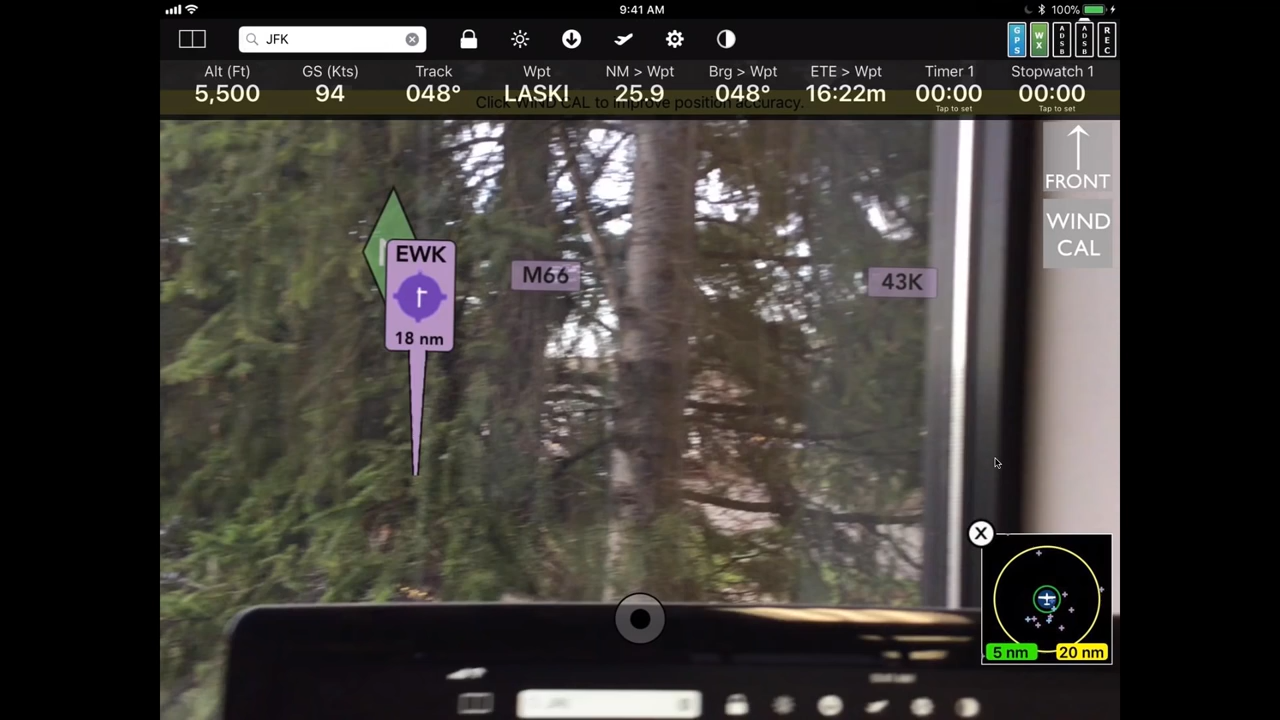 9:41 AM
100%
JFK
GPS
WX
ADSB
ADSB
REC
Alt (Ft) GS (Kts) Track Wpt NM > Wpt Brg > Wpt ETE > Wpt Timer 1 Stopwatch 1
5,500 94 048° LASKI 25.9 048° 16:22m 00:00 00:00
Tap to set Tap to set
Click WIND CAL to improve position accuracy.
FRONT
WIND
CAL
EWK
18 nm
M66
43K
X
5 nm 20 nm